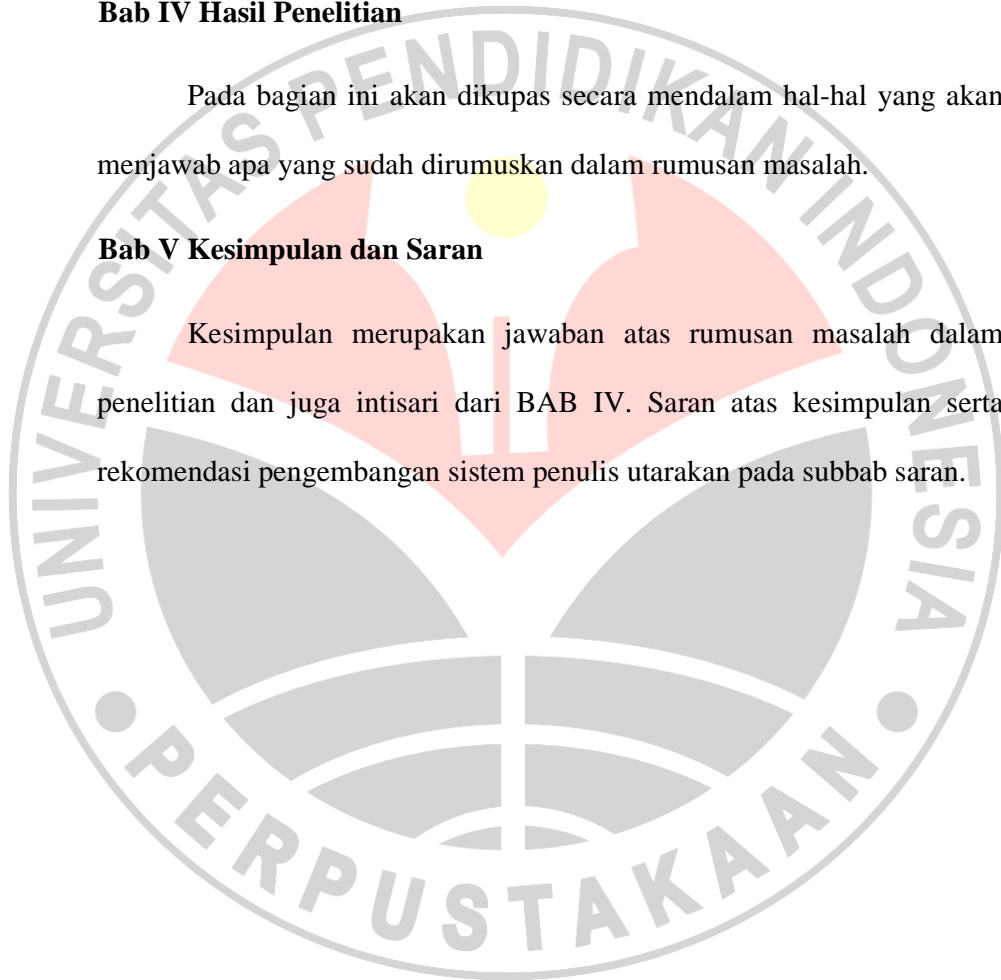 Bab IV Hasil Penelitian
Pada bagian ini akan dikupas secara mendalam hal-hal yang akan
menjawab apa yang sudah dirumuskan dalam rumusan masalah.
Bab V Kesimpulan dan Saran
Kesimpulan merupakan jawaban atas rumusan masalah dalam
penelitian dan juga intisari dari BAB IV. Saran atas kesimpulan serta
rekomendasi pengembangan sistem penulis utarakan pada subbab saran.
UNIVERSITAS PENDIDIKAN INDONESIA
PERPUSTAKAAN